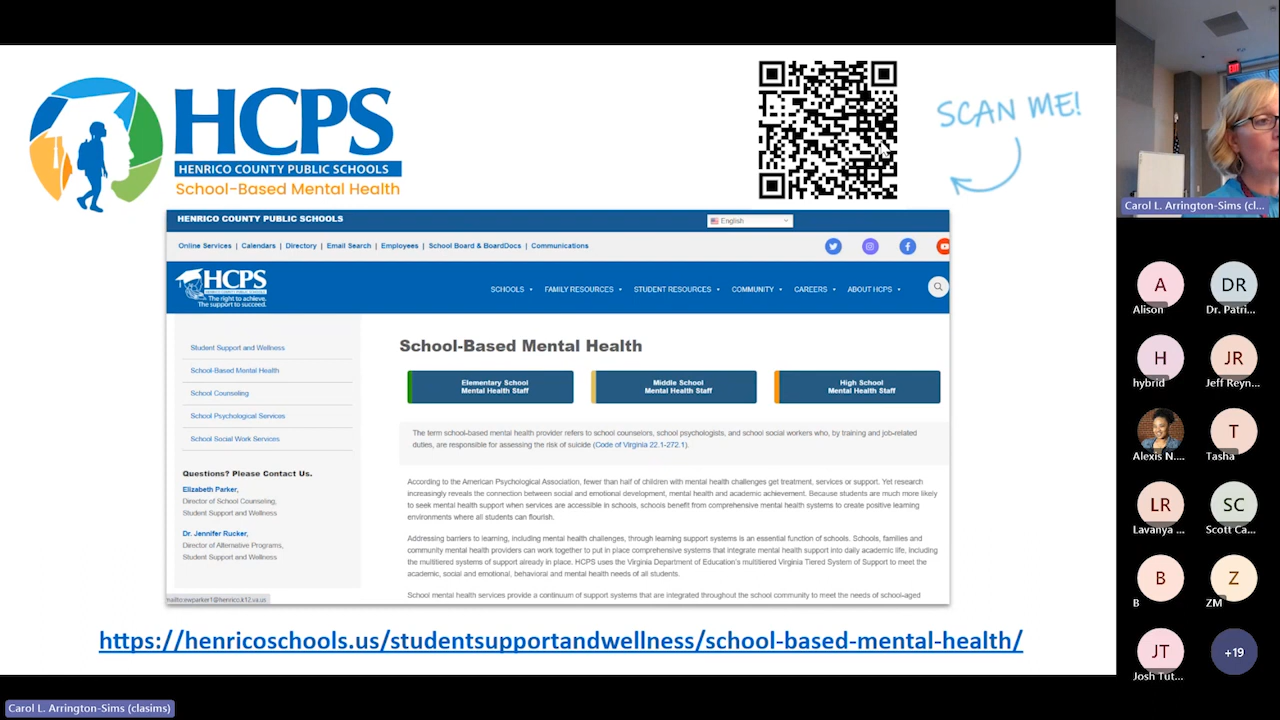 HCPS
HENRICO COUNTY PUBLIC SCHOOLS
School-Based Mental Health
SCAN ME!
HENRICO COUNTY PUBLIC SCHOOLS
English
Online Services | Calendars | Directory | Email Search | Employees | School Board & BoardDocs | Communications
HCPS
HENRICO COUNTY PUBLIC SCHOOLS
The right to achieve.
The support to succeed.
SCHOOLS
FAMILY RESOURCES
STUDENT RESOURCES
COMMUNITY
CAREERS
ABOUT HCPS
Student Support and Wellness
School-Based Mental Health
School Counseling
School Psychological Services
School Social Work Services
Questions? Please Contact Us.
Elizabeth Parker,
Director of School Counseling,
Student Support and Wellness
Dr. Jennifer Rucker,
Director of Alternative Programs,
Student Support and Wellness
mailto:ewparker1@henrico.k12.va.us
School-Based Mental Health
Elementary School
Mental Health Staff
Middle School
Mental Health Staff
High School
Mental Health Staff
The term school-based mental health provider refers to school counselors, school psychologists, and school social workers who, by training and job-related
duties, are responsible for assessing the risk of suicide (Code of Virginia 22.1-272.1).
According to the American Psychological Association, fewer than half of children with mental health challenges get treatment, services or support. Yet research
increasingly reveals the connection between social and emotional development, mental health and academic achievement. Because students are much more likely
to seek mental health support when services are accessible in schools, schools benefit from comprehensive mental health systems to create positive learning
environments where all students can flourish.
Addressing barriers to learning, including mental health challenges, through learning support systems is an essential function of schools. Schools, families and
community mental health providers can work together to put in place comprehensive systems that integrate mental health support into daily academic life, including
the multitiered systems of support already in place. HCPS uses the Virginia Department of Education's multitiered Virginia Tiered System of Support to meet the
academic, social and emotional, behavioral and mental health needs of all students.
School mental health services provide a continuum of support systems that are integrated throughout the school community to meet the needs of school-aged
https://henricoschools.us/studentsupportandwellness/school-based-mental-health/
Carol L. Arrington-Sims (clasims)
Carol L. Arrington-Sims (cl...
A
Alison
DR
Dr. Patri...
H
hybrid
JR
Jeff Reyn...
Alexis N....
T
Tasha
LR
Lavanya ...
SC
Scott Ca...
B
B
Z
ZM
JT
Josh Tut...
+19